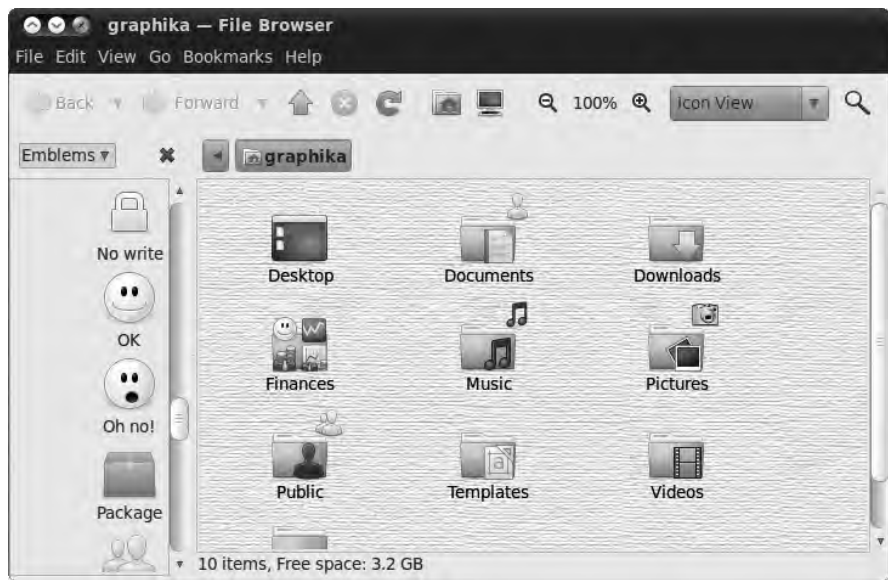 graphika — File Browser
File Edit View Go Bookmarks Help
Back Forward 100% Icon View
Emblems graphika
No write
OK
Oh no!
Package
Desktop Documents Downloads
Finances Music Pictures
Public Templates Videos
10 items, Free space: 3.2 GB